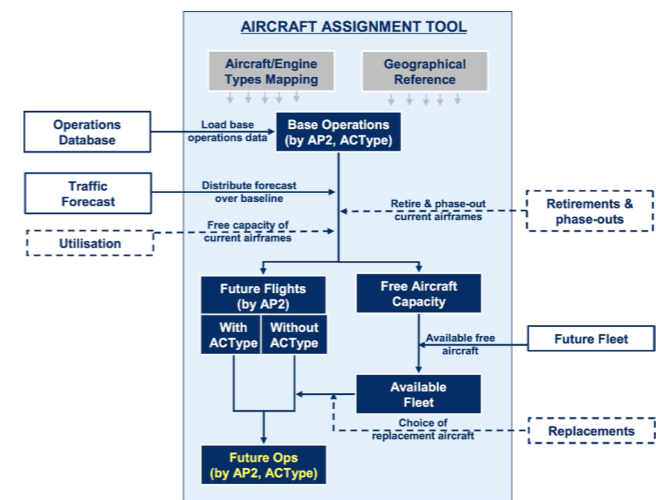 AIRCRAFT ASSIGNMENT TOOL
Aircraft/Engine
Types Mapping
Geographical
Reference
Operations
Database
Load base
operations data
Base Operations
(by AP2, ACType)
Traffic
Forecast
Distribute forecast
over baseline
Retire & phase-out
current airframes
Retirements &
phase-outs
Utilisation
Free capacity of
current airframes
Future Flights
(by AP2)
Free Aircraft
Capacity
With
ACType
Without
ACType
Available free
aircraft
Future Fleet
Available
Fleet
Choice of
replacement aircraft
Replacements
Future Ops
(by AP2, ACType)